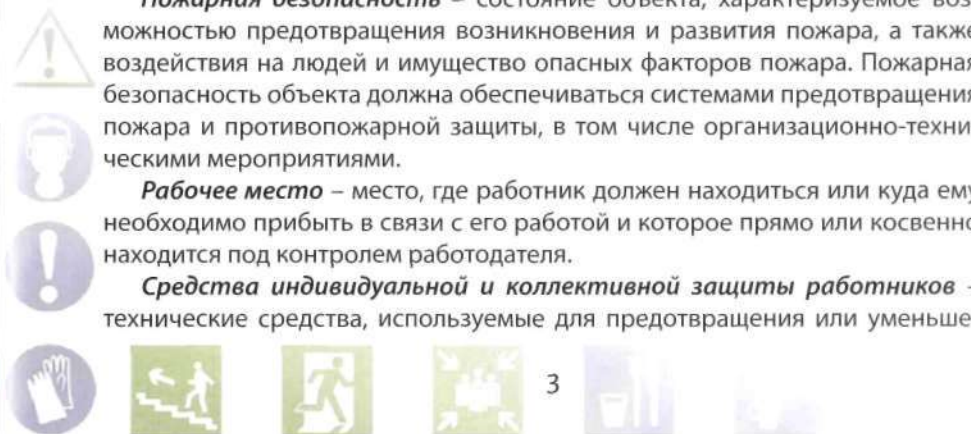 Пожарная безопасность – состояние объекта, характеризуемое воз-
можностью предотвращения возникновения и развития пожара, а также
воздействия на людей и имущество опасных факторов пожара. Пожарная
безопасность объекта должна обеспечиваться системами предотвращения
пожара и противопожарной защиты, в том числе организационно-техни-
ческими мероприятиями.
Рабочее место – место, где работник должен находиться или куда ему
необходимо прибыть в связи с его работой и которое прямо или косвенно
находится под контролем работодателя.
Средства индивидуальной и коллективной защиты работников –
технические средства, используемые для предотвращения или уменьше-
3